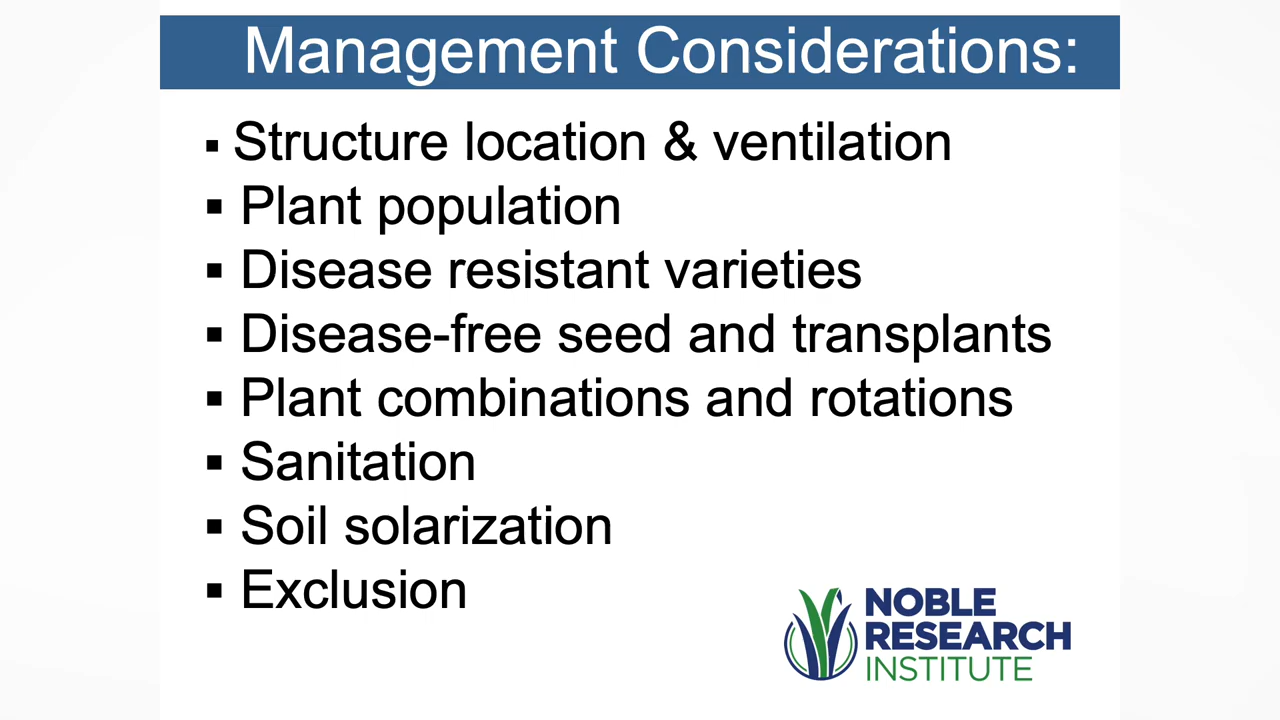 Management Considerations:
▪ Structure location & ventilation
▪ Plant population
▪ Disease resistant varieties
▪ Disease-free seed and transplants
▪ Plant combinations and rotations
▪ Sanitation
▪ Soil solarization
▪ Exclusion
NOBLE
RESEARCH
INSTITUTE